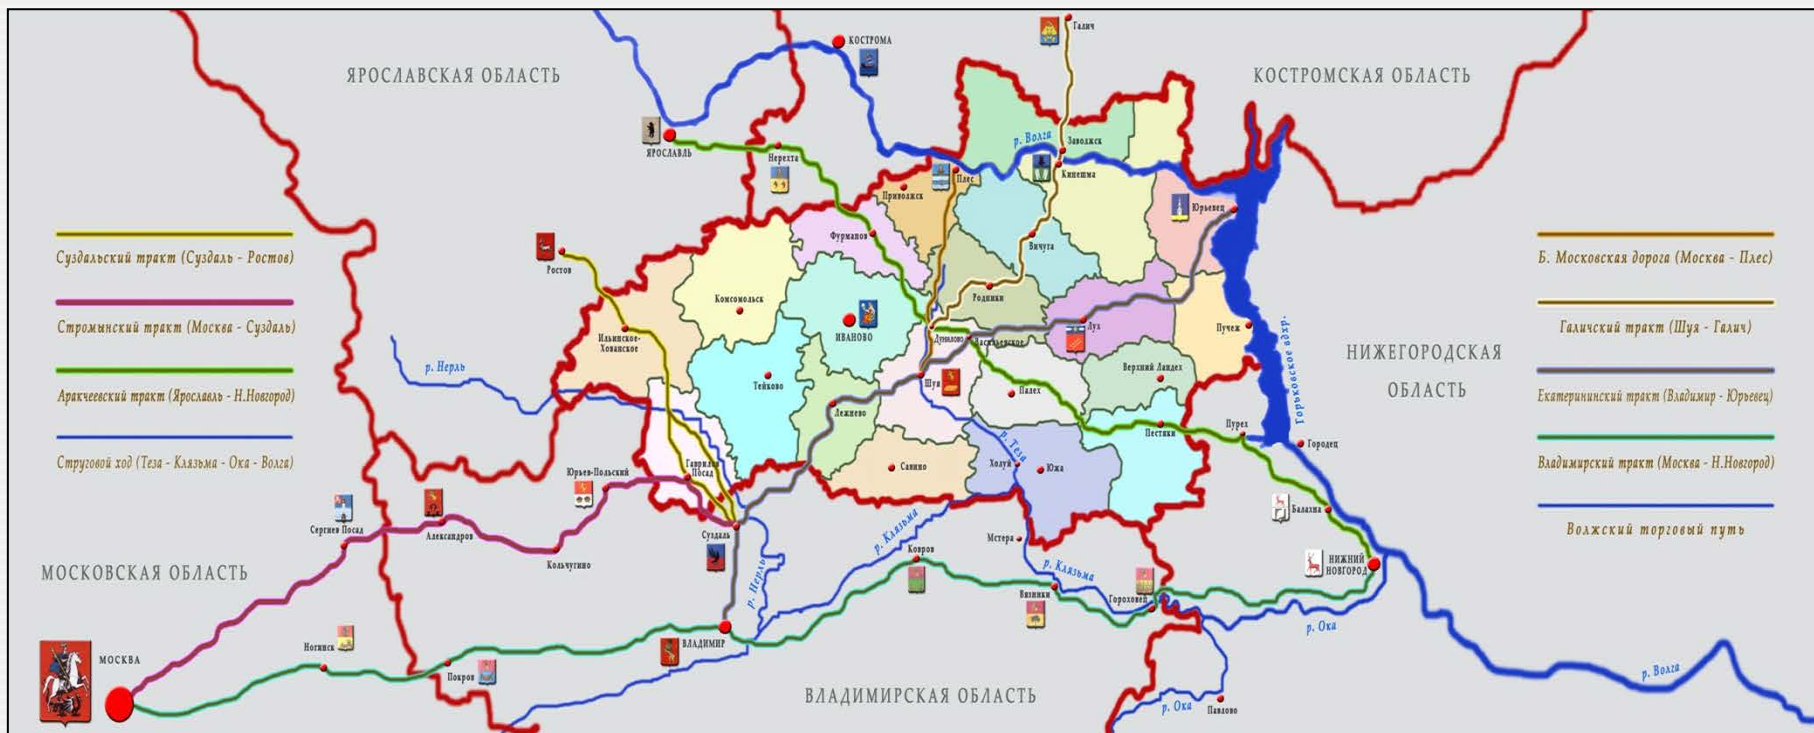 Галич
КОСТРОМА
ЯРОСЛАВСКАЯ ОБЛАСТЬ
КОСТРОМСКАЯ ОБЛАСТЬ
р. Волга
Заволжск
ЯРОСЛАВЛЬ
Нерехта
Кинешма
Плес
Приволжск
Юрьевец
Фурманов
Вичуга
Ростов
Суздальский тракт (Суздаль - Ростов)
Стромынский тракт (Москва - Суздаль)
Аракчеевский тракт (Ярославль - Н.Новгород)
Струговой ход (Теза - Клязьма - Ока - Волга)
Б. Московская дорога (Москва - Плес)
Галичский тракт (Шуя - Галич)
Екатерининский тракт (Владимир - Юрьевец)
Владимирский тракт (Москва - Н.Новгород)
Волжский торговый путь
Комсомольск
Родники
ИВАНОВО
Ильинское-
Хованское
Дунилово
Васильевское
Лух
Пучеж
Горьковское вдхр.
НИЖЕГОРОДСКАЯ
ОБЛАСТЬ
р. Нерль
Тейково
Шуя
Палех
Верхний Ландех
Лежнево
Пестяки
Пурех
Городец
р. Теза
Гаврилов
Посад
Юрьев-Польский
Савино
Холуй
Южа
Сергиев Посад
Александров
Суздаль
Балахна
р. Клязьма
Мстера
Ковров
Кольчугино
МОСКОВСКАЯ ОБЛАСТЬ
р. Нерль
р. Клязьма
Вязники
Гороховец
НИЖНИЙ
НОВГОРОД
р. Ока
Ногинск
ВЛАДИМИР
МОСКВА
Покров
ВЛАДИМИРСКАЯ ОБЛАСТЬ
р. Волга
р. Ока
Павлово